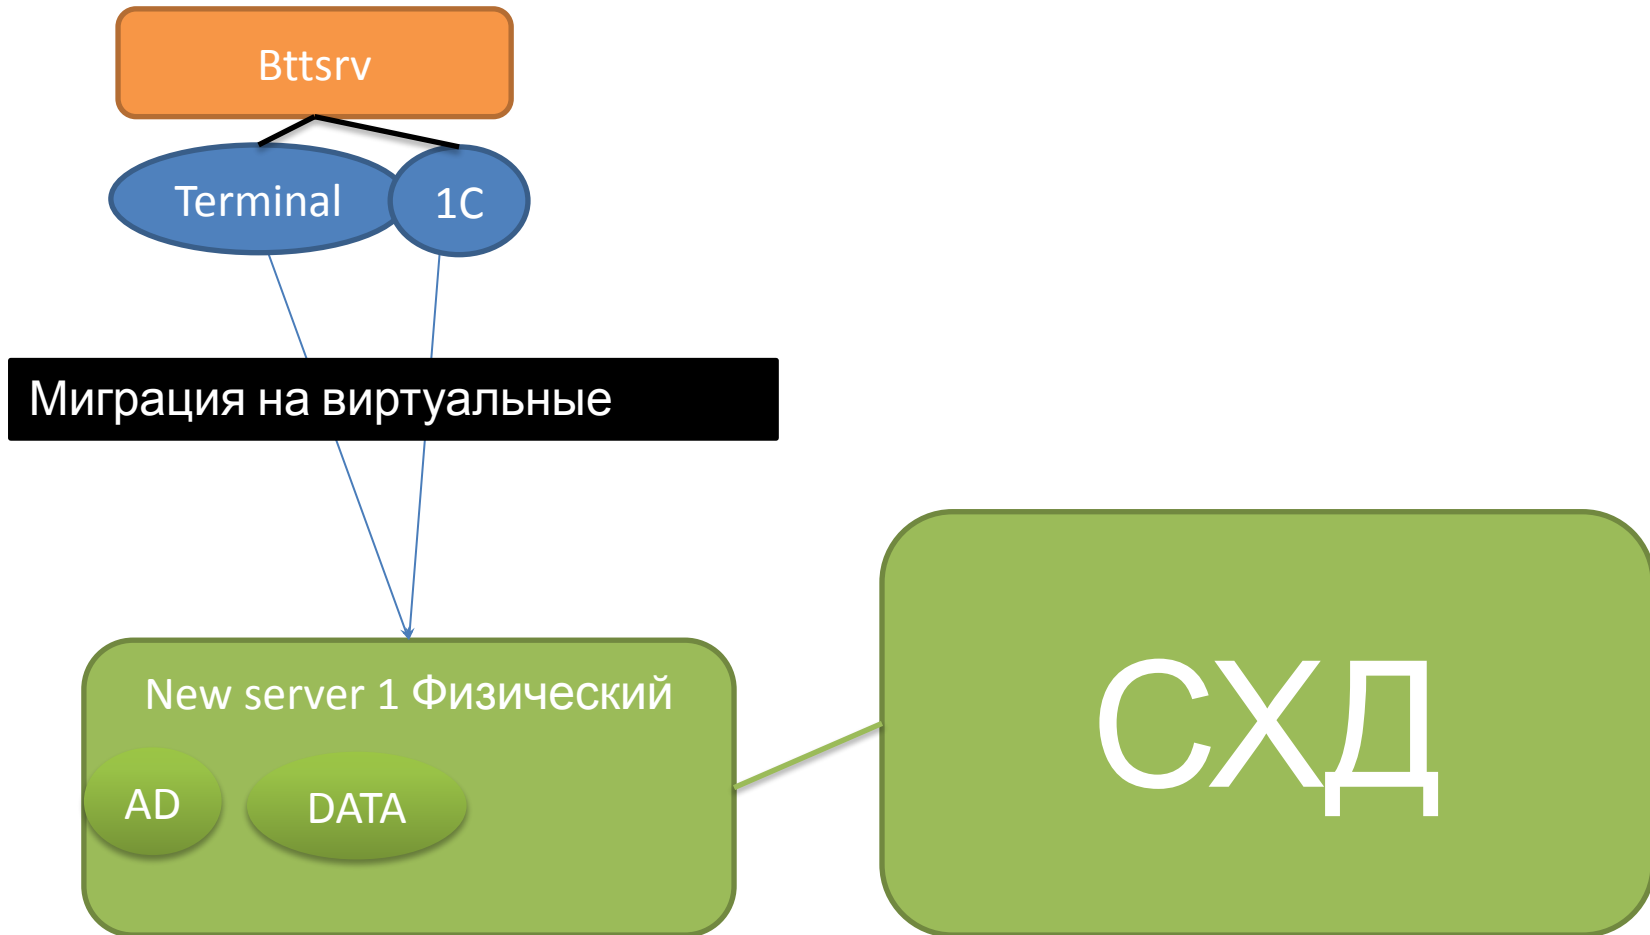 Bttsrv
Terminal
1C
Миграция на виртуальные
New server 1 Физический
AD
DATA
СХД